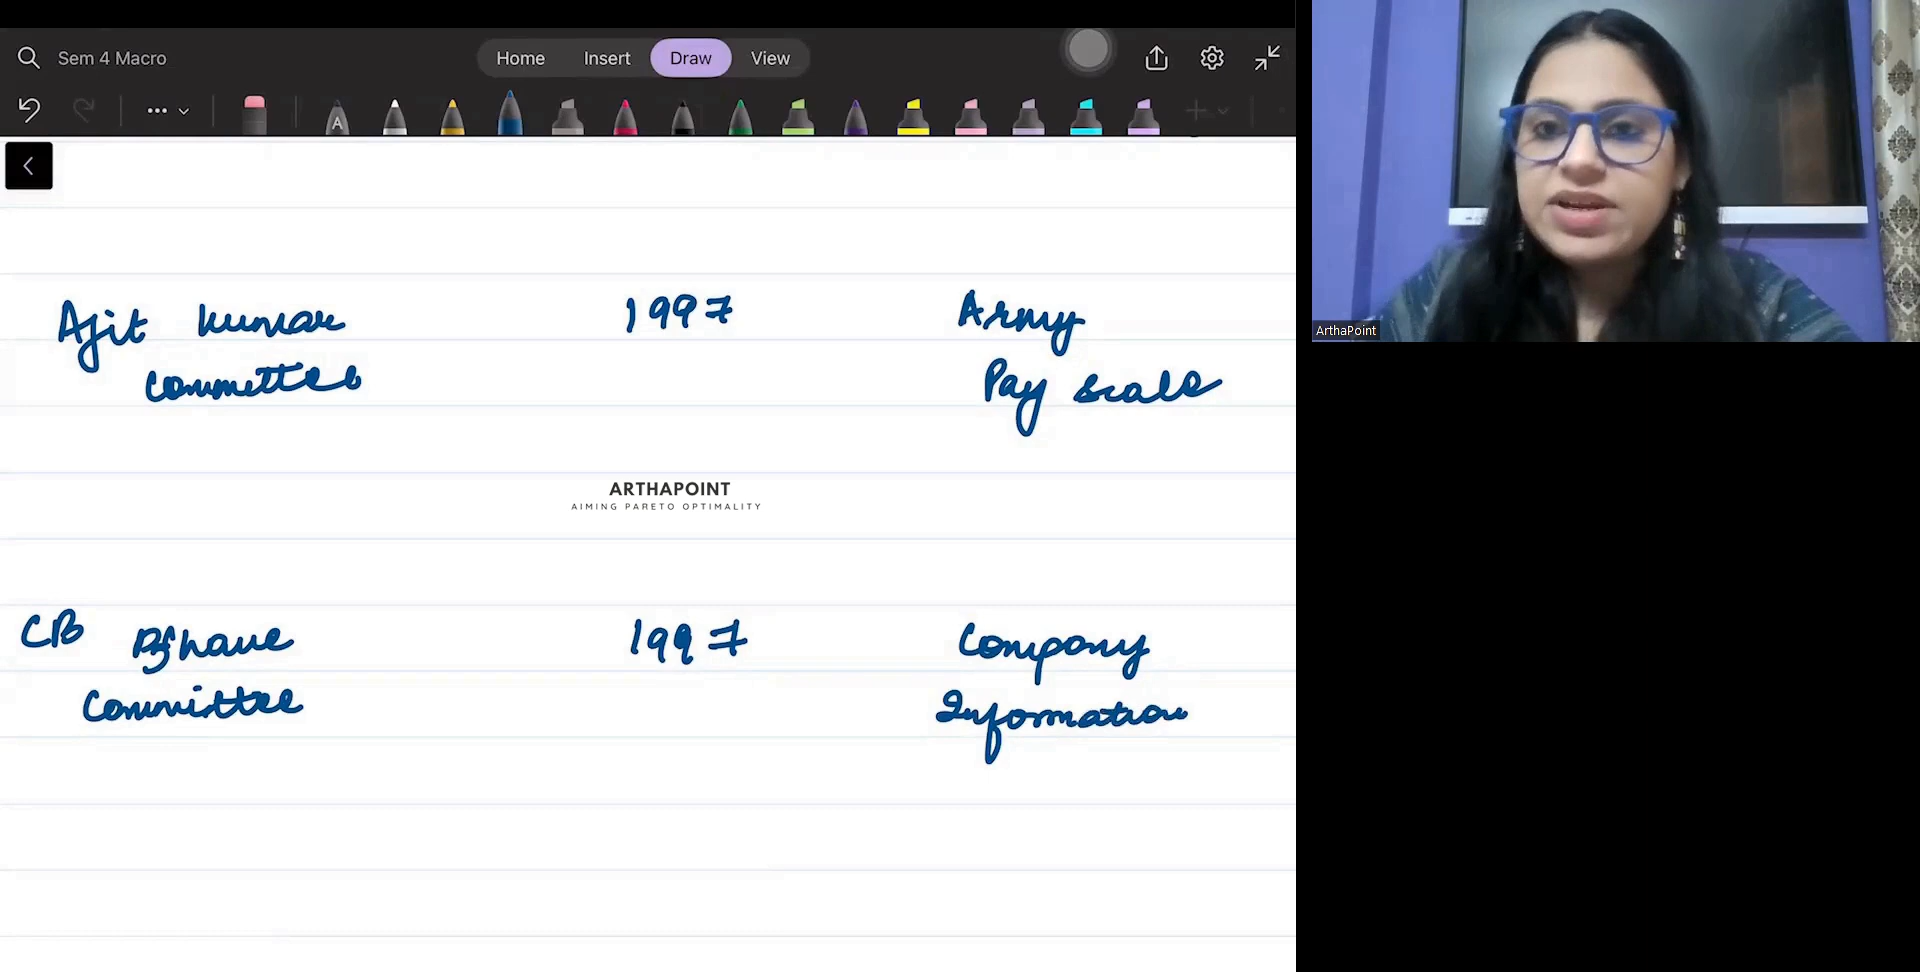 Sem 4 Macro
Home Insert Draw View
A
Ajit kumar 1997 Army
committee Pay scale
ARTHAPOINT
AIMING PARETO OPTIMALITY
CB Bhave 1997 Company
Committee Information
ArthaPoint